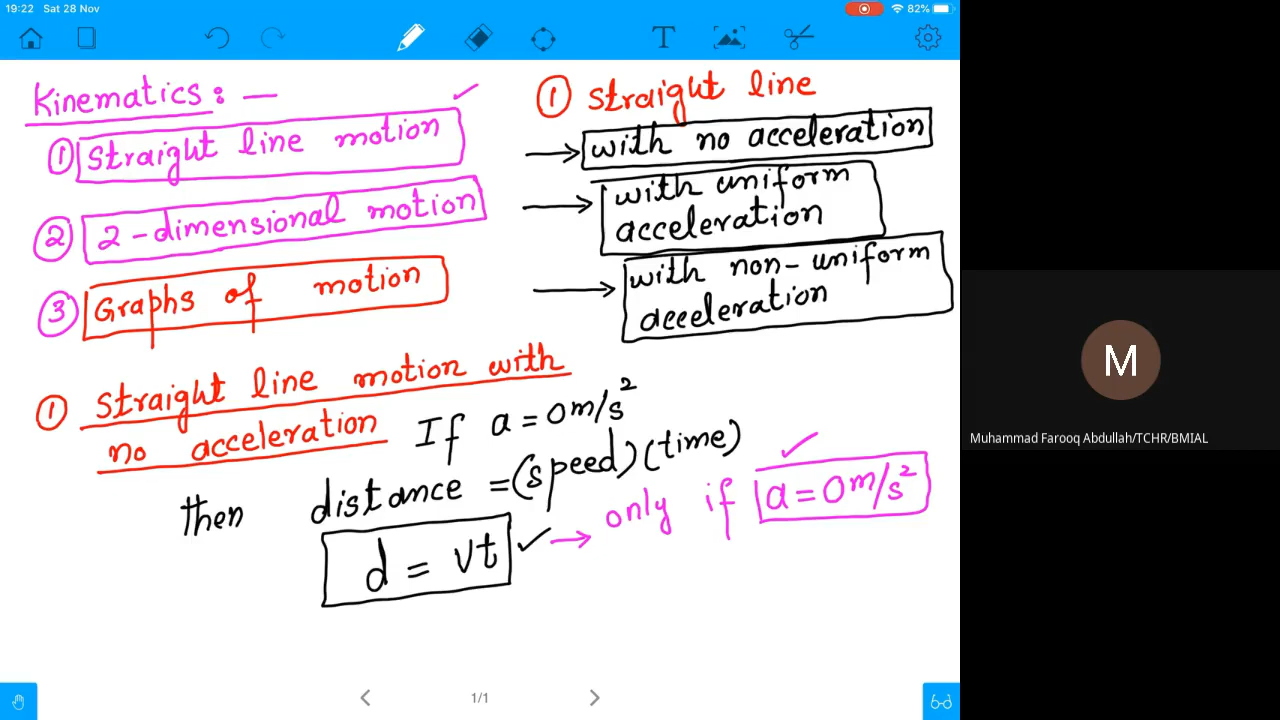 19:22 Sat 28 Nov
82%
T
Kinematics: —
① Straight line motion
② 2-dimensional motion
③ Graphs of motion
① straight line
→ with no acceleration
→ with uniform
acceleration
→ with non-uniform
acceleration
① straight line motion with
no acceleration If a = 0 m/s²
then distance = (speed)(time)
d = vt ✓ → only if a = 0 m/s²
1/1
M
Muhammad Farooq Abdullah/TCHR/BMIAL